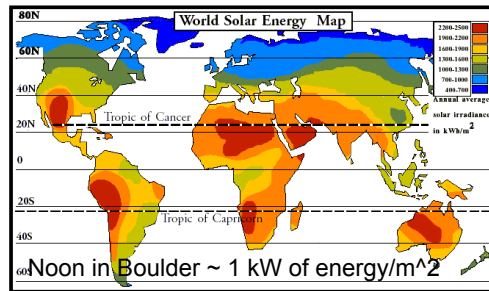 World Solar Energy Map
80N
60N
40N
20N
0
20S
40S
60S
Tropic of Cancer
Tropic of Capricorn
2200-2500
1900-2200
1600-1900
1300-1600
1000-1300
700-1000
400-700
Annual average
solar irradiance
in kWh/m²
Noon in Boulder ~ 1 kW of energy/m^2